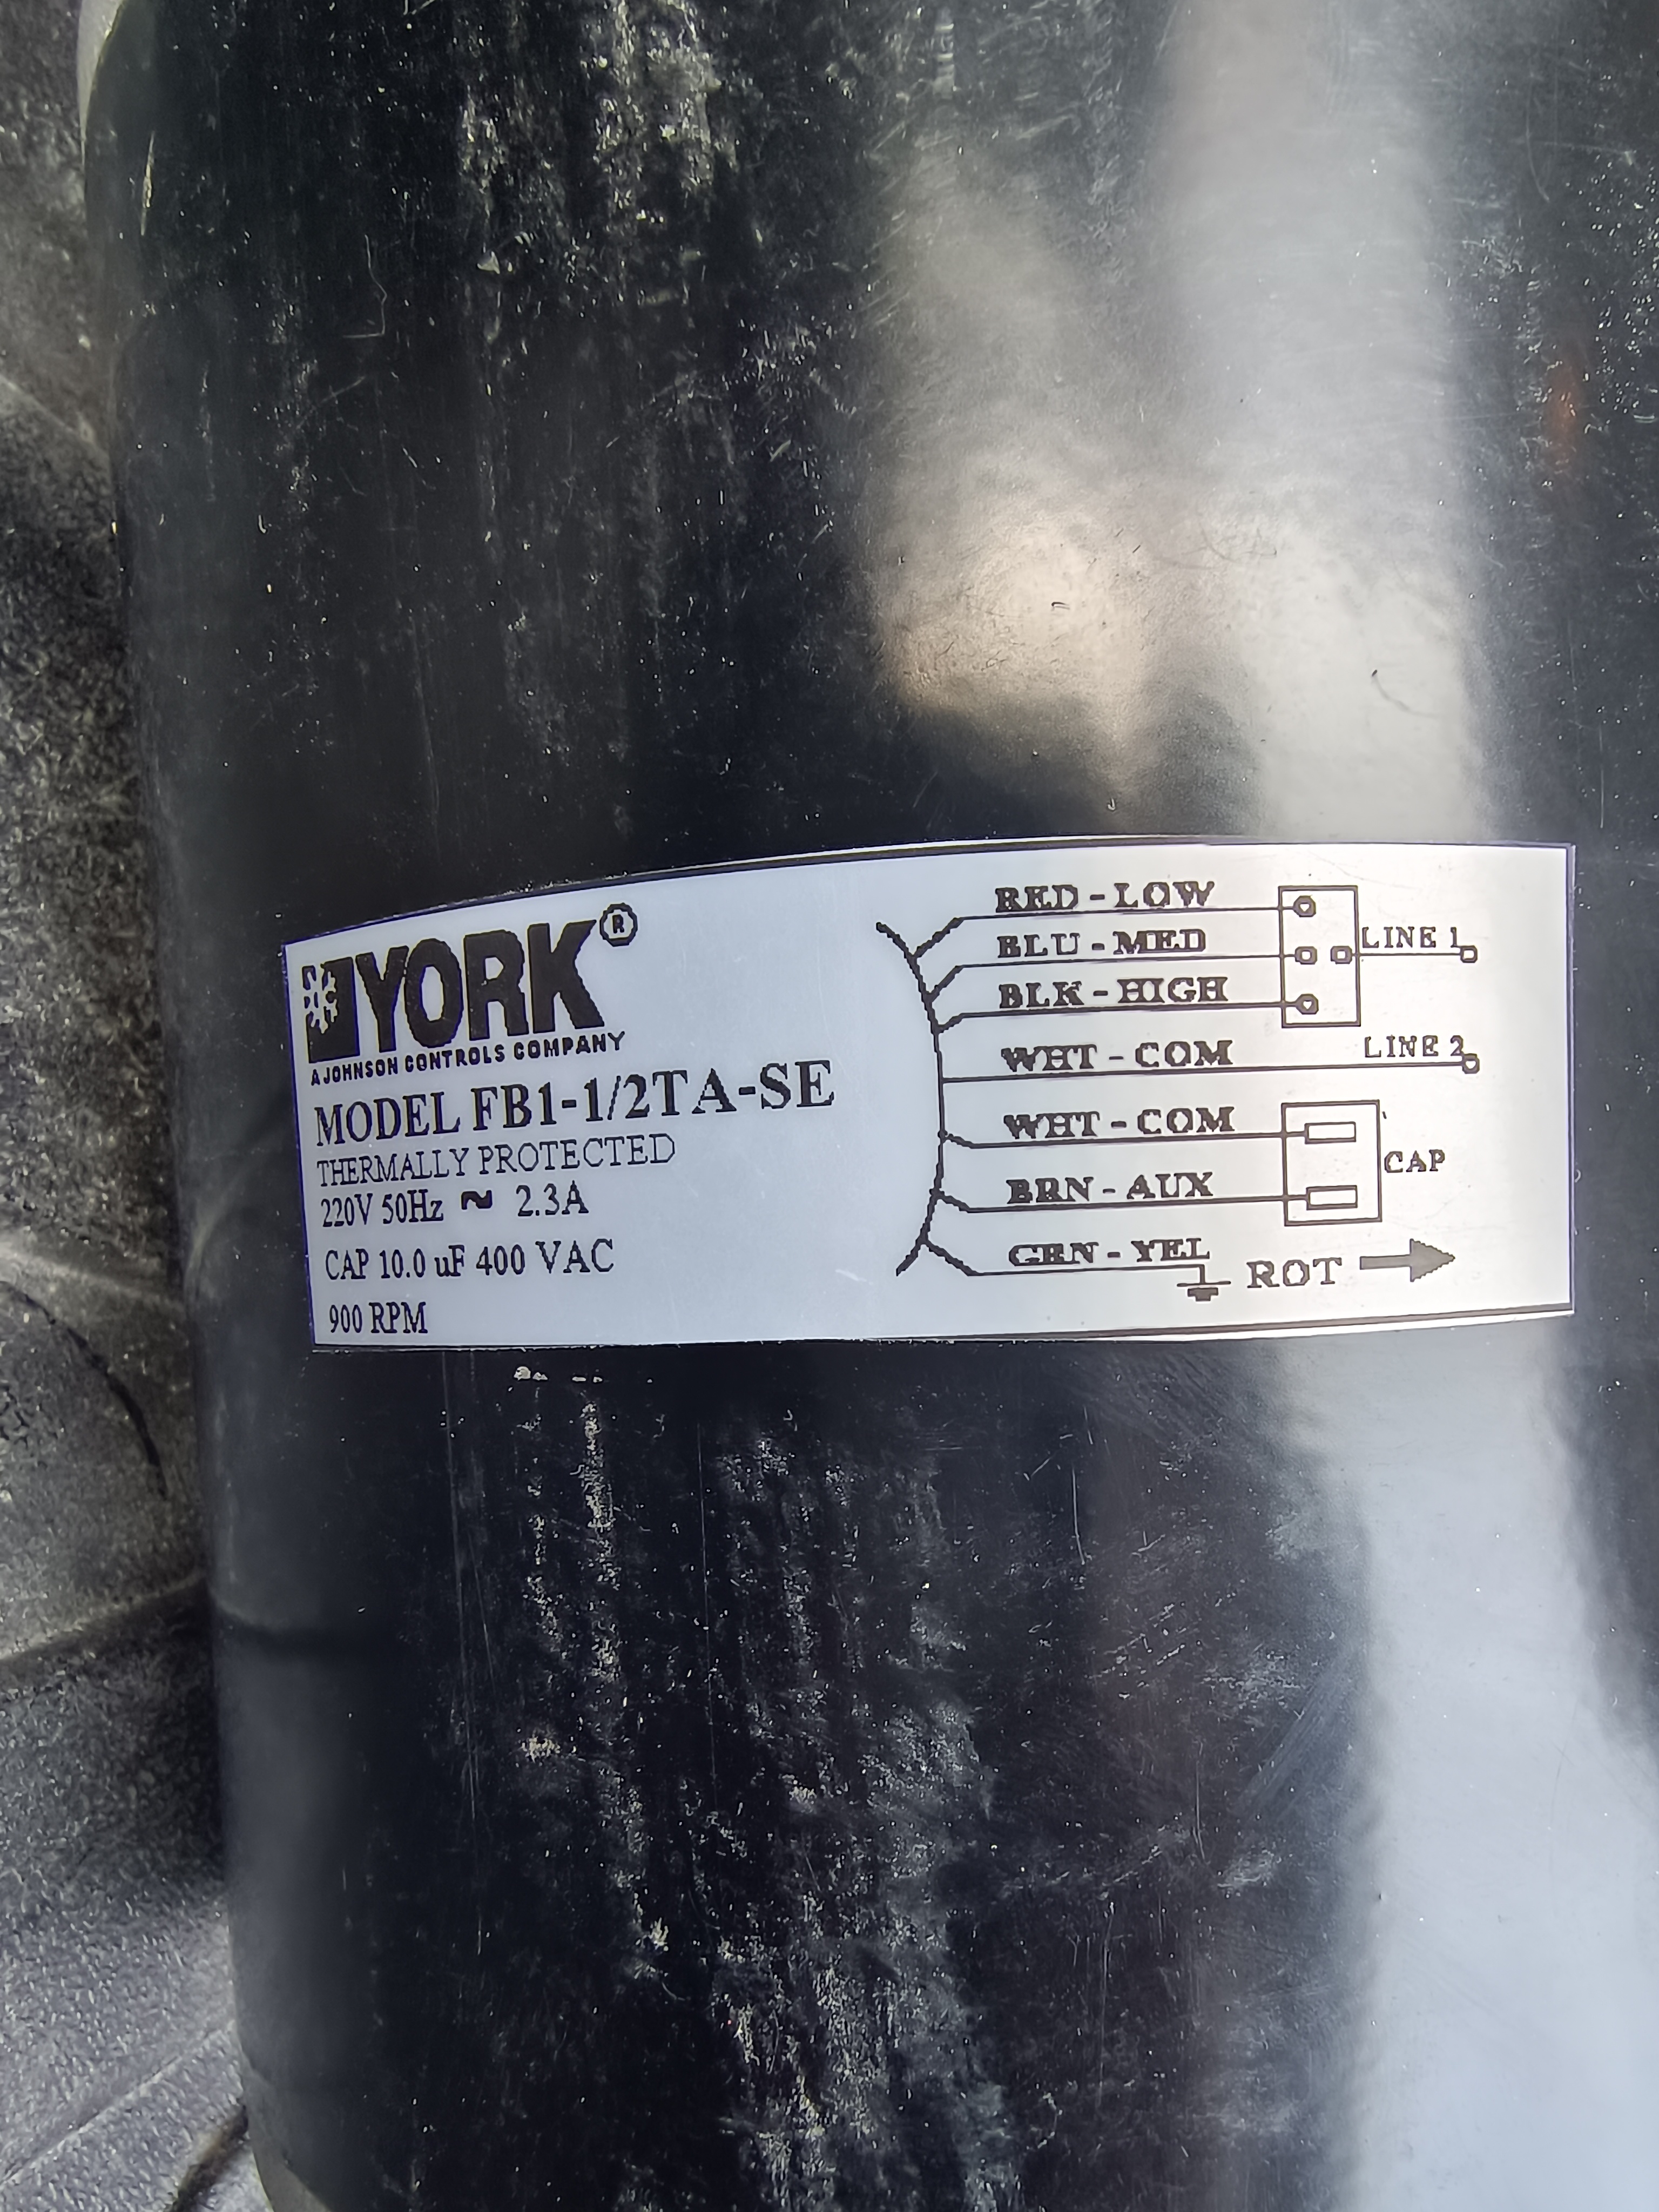 YORK®
A JOHNSON CONTROLS COMPANY
MODEL FB1-1/2TA-SE
THERMALLY PROTECTED
220V 50Hz ~ 2.3A
CAP 10.0 uF 400 VAC
900 RPM
RED - LOW
BLU - MED
LINE 1
BLK - HIGH
WHT - COM
LINE 2
WHT - COM
CAP
BRN - AUX
GRN - YEL
ROT